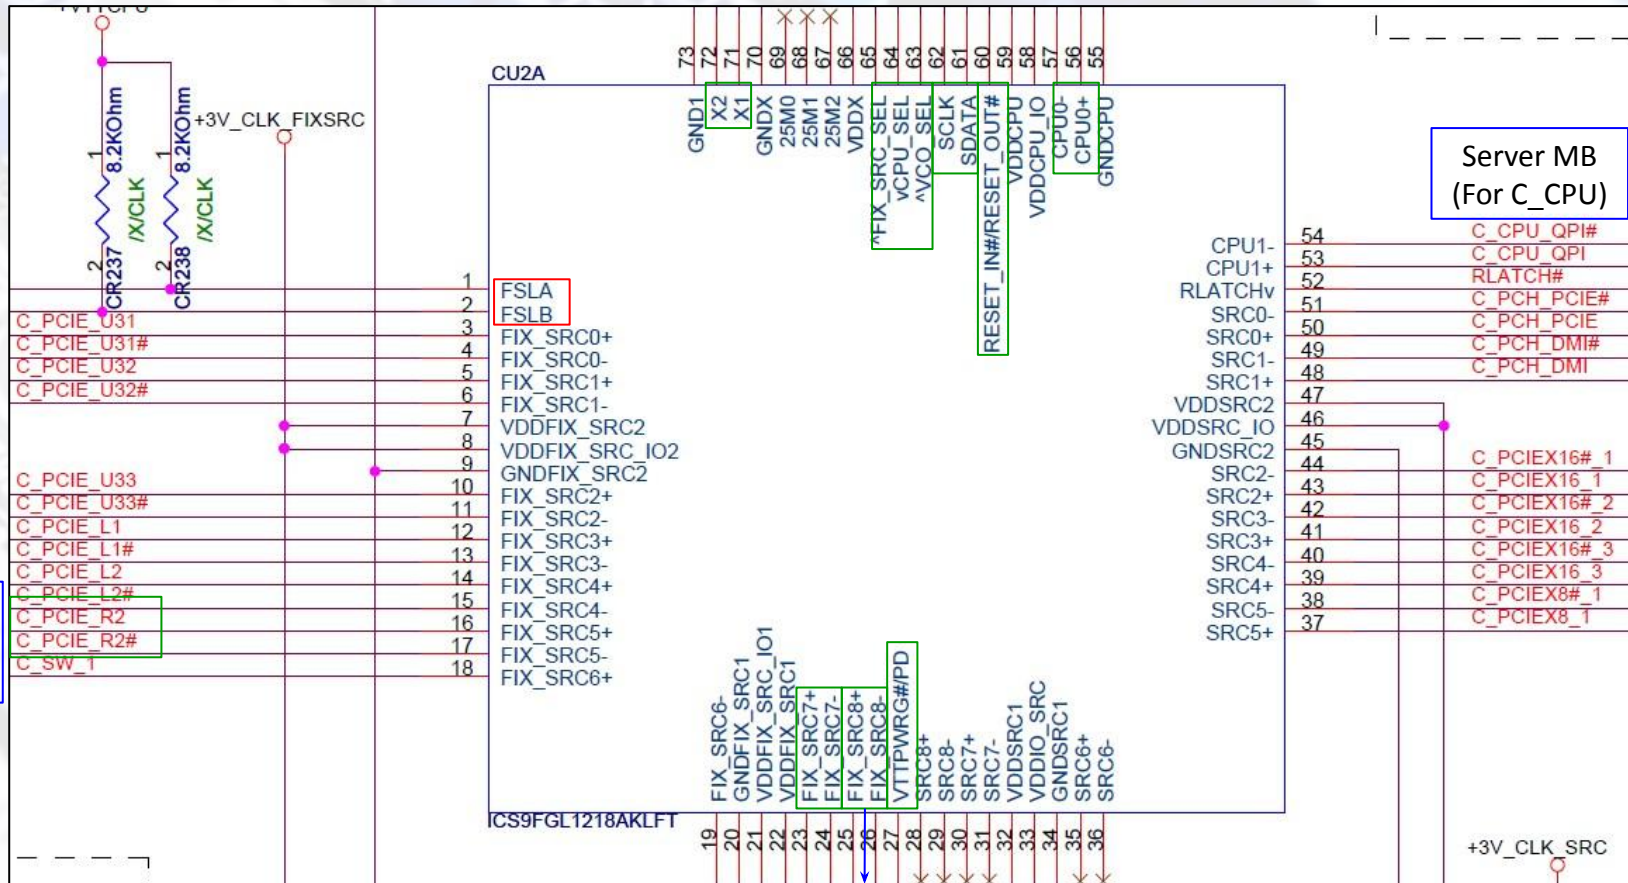 +VTTCPU
+3V_CLK_FIXSRC
1 8.2KOhm
/X/CLK
2 CR237
1 8.2KOhm
/X/CLK
2 CR238
CU2A
73 GND1
72 X2
71 X1
70 GNDX
69 25M0
68 25M1
67 25M2
66 VDDX
65 ^FIX_SRC_SEL
64 vCPU_SEL
63 ^VCO_SEL
62 SCLK
61 SDATA
60 RESET_IN#/RESET_OUT#
59 VDDCPU
58 VDDCPU_IO
57 CPU0-
56 CPU0+
55 GNDCPU
Server MB
(For C_CPU)
1 FSLA
2 FSLB
C_PCIE_U31 3 FIX_SRC0+
C_PCIE_U31# 4 FIX_SRC0-
C_PCIE_U32 5 FIX_SRC1+
C_PCIE_U32# 6 FIX_SRC1-
7 VDDFIX_SRC2
8 VDDFIX_SRC_IO2
9 GNDFIX_SRC2
C_PCIE_U33 10 FIX_SRC2+
C_PCIE_U33# 11 FIX_SRC2-
C_PCIE_L1 12 FIX_SRC3+
C_PCIE_L1# 13 FIX_SRC3-
C_PCIE_L2 14 FIX_SRC4+
C_PCIE_L2# 15 FIX_SRC4-
C_PCIE_R2 16 FIX_SRC5+
C_PCIE_R2# 17 FIX_SRC5-
C_SW_1 18 FIX_SRC6+
CPU1- 54 C_CPU_QPI#
CPU1+ 53 C_CPU_QPI
RLATCHv 52 RLATCH#
SRC0- 51 C_PCH_PCIE#
SRC0+ 50 C_PCH_PCIE
SRC1- 49 C_PCH_DMI#
SRC1+ 48 C_PCH_DMI
VDDSRC2 47
VDDSRC_IO 46
GNDSRC2 45
SRC2- 44 C_PCIEX16#_1
SRC2+ 43 C_PCIEX16_1
SRC3- 42 C_PCIEX16#_2
SRC3+ 41 C_PCIEX16_2
SRC4- 40 C_PCIEX16#_3
SRC4+ 39 C_PCIEX16_3
SRC5- 38 C_PCIEX8#_1
SRC5+ 37 C_PCIEX8_1
FIX_SRC6- 19
GNDFIX_SRC1 20
VDDFIX_SRC_IO1 21
VDDFIX_SRC1 22
FIX_SRC7+ 23
FIX_SRC7- 24
FIX_SRC8+ 25
FIX_SRC8- 26
VTTPWRG#/PD 27
SRC8+ 28
SRC8- 29
SRC7+ 30
SRC7- 31
VDDSRC1 32
VDDIO_SRC 33
GNDSRC1 34
SRC6+ 35
SRC6- 36
ICS9FGL1218AKLFT
+3V_CLK_SRC